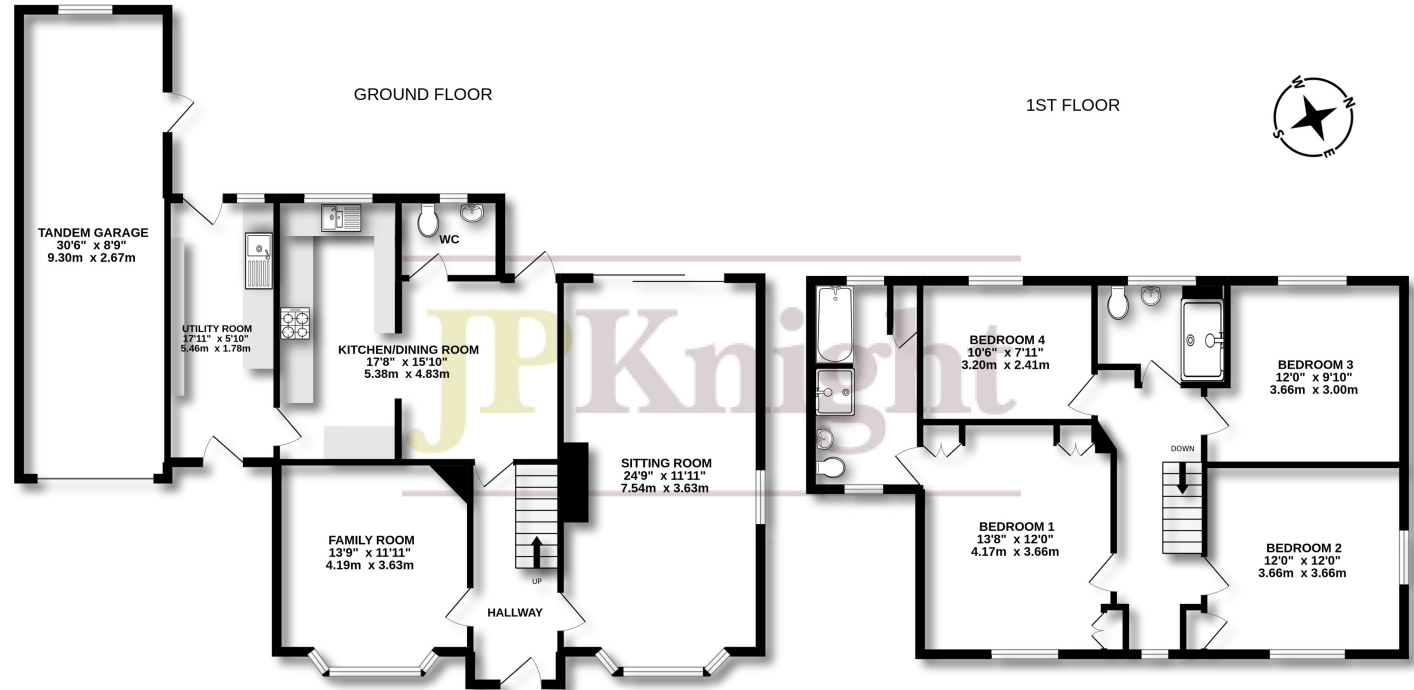 GROUND FLOOR
1ST FLOOR
W
N
S
E
TANDEM GARAGE
30'6" x 8'9"
9.30m x 2.67m
WC
UTILITY ROOM
17'11" x 5'10"
5.46m x 1.78m
KITCHEN/DINING ROOM
17'8" x 15'10"
5.38m x 4.83m
JPKnight
SITTING ROOM
24'9" x 11'11"
7.54m x 3.63m
FAMILY ROOM
13'9" x 11'11"
4.19m x 3.63m
UP
HALLWAY
BEDROOM 4
10'6" x 7'11"
3.20m x 2.41m
BEDROOM 3
12'0" x 9'10"
3.66m x 3.00m
DOWN
BEDROOM 1
13'8" x 12'0"
4.17m x 3.66m
BEDROOM 2
12'0" x 12'0"
3.66m x 3.66m